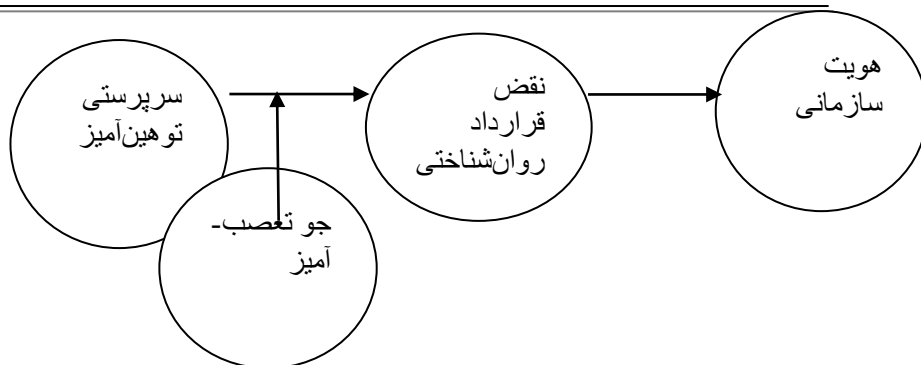 هویت
سازمانی
نقض
قرارداد
روان‌شناختی
سرپرستی
توهین‌آمیز
جو تعصب-
آمیز